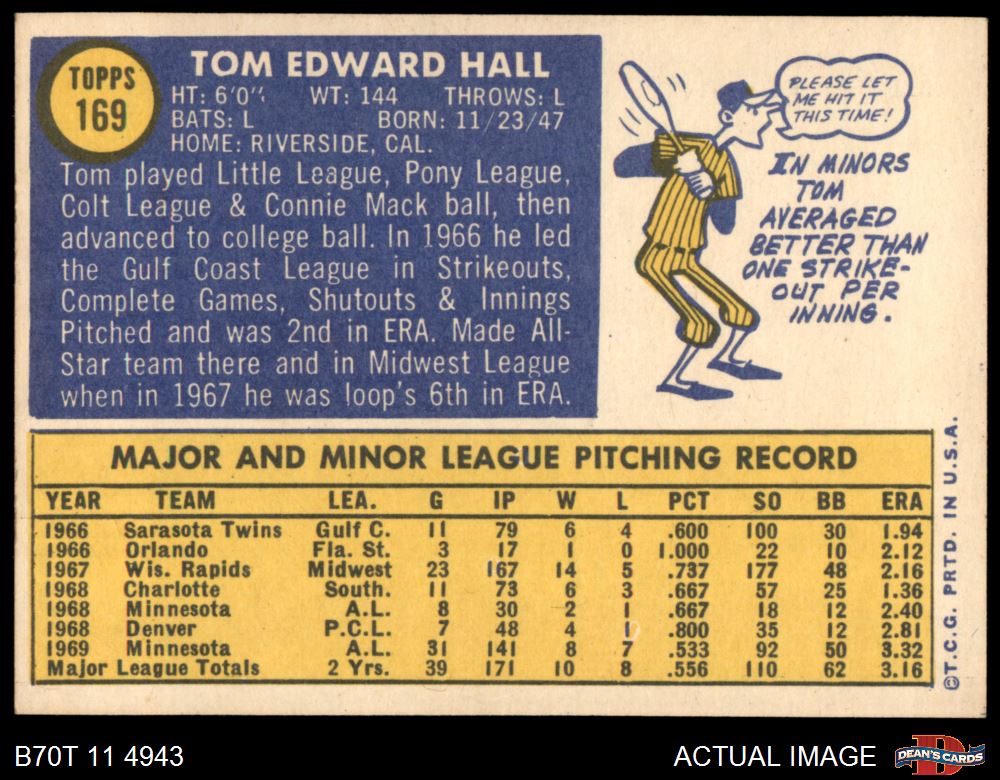 TOPPS
169
TOM EDWARD HALL
HT: 6'0" WT: 144 THROWS: L
BATS: L BORN: 11/23/47
HOME: RIVERSIDE, CAL.
Tom played Little League, Pony League,
Colt League & Connie Mack ball, then
advanced to college ball. In 1966 he led
the Gulf Coast League in Strikeouts,
Complete Games, Shutouts & Innings
Pitched and was 2nd in ERA. Made All-
Star team there and in Midwest League
when in 1967 he was loop's 6th in ERA.
PLEASE LET
ME HIT IT
THIS TIME!
IN MINORS
TOM
AVERAGED
BETTER THAN
ONE STRIKE-
OUT PER
INNING.
MAJOR AND MINOR LEAGUE PITCHING RECORD
YEAR TEAM LEA. G IP W L PCT SO BB ERA
1966 Sarasota Twins Gulf C. 11 79 6 4 .600 100 30 1.94
1966 Orlando Fla. St. 3 17 1 0 1.000 22 10 2.12
1967 Wis. Rapids Midwest 23 167 14 5 .737 177 48 2.16
1968 Charlotte South. 11 73 6 3 .667 57 25 1.36
1968 Minnesota A.L. 8 30 2 1 .667 18 12 2.40
1968 Denver P.C.L. 7 48 4 1 .800 35 12 2.81
1969 Minnesota A.L. 31 141 8 7 .533 92 50 3.32
Major League Totals 2 Yrs. 39 171 10 8 .556 110 62 3.16
©T.C.G. PRTD. IN U.S.A.
B70T 11 4943
ACTUAL IMAGE
D
DEAN'S CARDS